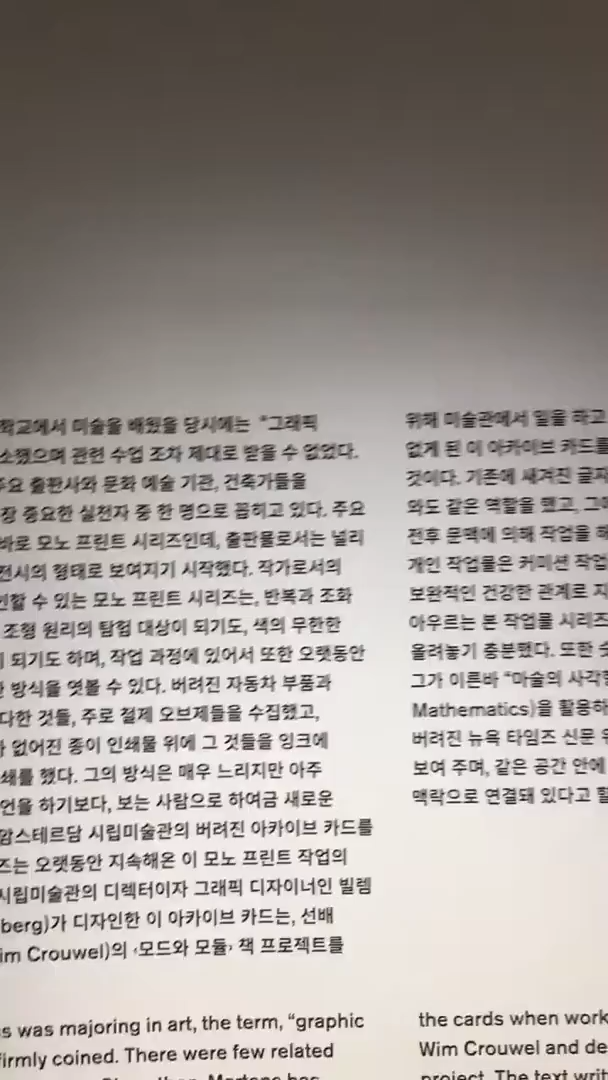 학교에서 미술을 배웠을 당시에는 “그래픽
소했으며 관련 수업 조차 제대로 받을 수 없었다.
주요 출판사와 문화 예술 기관, 건축가들을
장 중요한 실천자 중 한 명으로 꼽히고 있다. 주요
바로 모노 프린트 시리즈인데, 출판물로서는 널리
전시의 형태로 보여지기 시작했다. 작가로서의
인할 수 있는 모노 프린트 시리즈는, 반복과 조화
조형 원리의 탐험 대상이 되기도, 색의 무한한
되기도 하며, 작업 과정에 있어서 또한 오랫동안
방식을 엿볼 수 있다. 버려진 자동차 부품과
다한 것들, 주로 철제 오브제들을 수집했고,
없어진 종이 인쇄물 위에 그 것들을 잉크에
쇄를 했다. 그의 방식은 매우 느리지만 아주
언을 하기보다, 보는 사람으로 하여금 새로운
암스테르담 시립미술관의 버려진 아카이브 카드를
즈는 오랫동안 지속해온 이 모노 프린트 작업의
시립미술관의 디렉터이자 그래픽 디자이너인 빌렘
berg)가 디자인한 이 아카이브 카드는, 선배
im Crouwel)의 ‹모드와 모듈› 책 프로젝트를
위해 미술관에서 일을 하고
없게 된 이 아카이브 카드를
것이다. 기존에 새겨진 글자
와도 같은 역할을 했고, 그
전후 문맥에 의해 작업을 해
개인 작업물은 커미션 작업
보완적인 건강한 관계로 지
아우르는 본 작업물 시리즈
올려놓기 충분했다. 또한
그가 이른바 “마술의 사각형
Mathematics)을 활용하
버려진 뉴욕 타임즈 신문 위
보여 주며, 같은 공간 안에
맥락으로 연결돼 있다고 할
s was majoring in art, the term, “graphic
firmly coined. There were few related
the cards when work
Wim Crouwel and de
project. The text writ